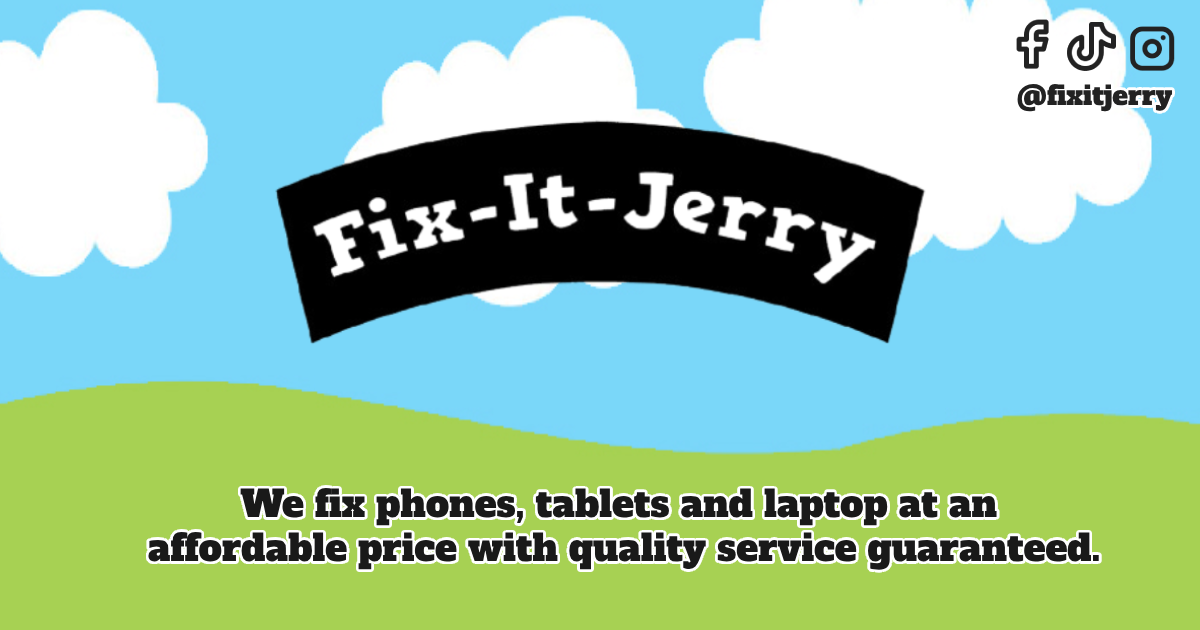 @fixitjerry
Fix-It-Jerry
We fix phones, tablets and laptop at an
affordable price with quality service guaranteed.